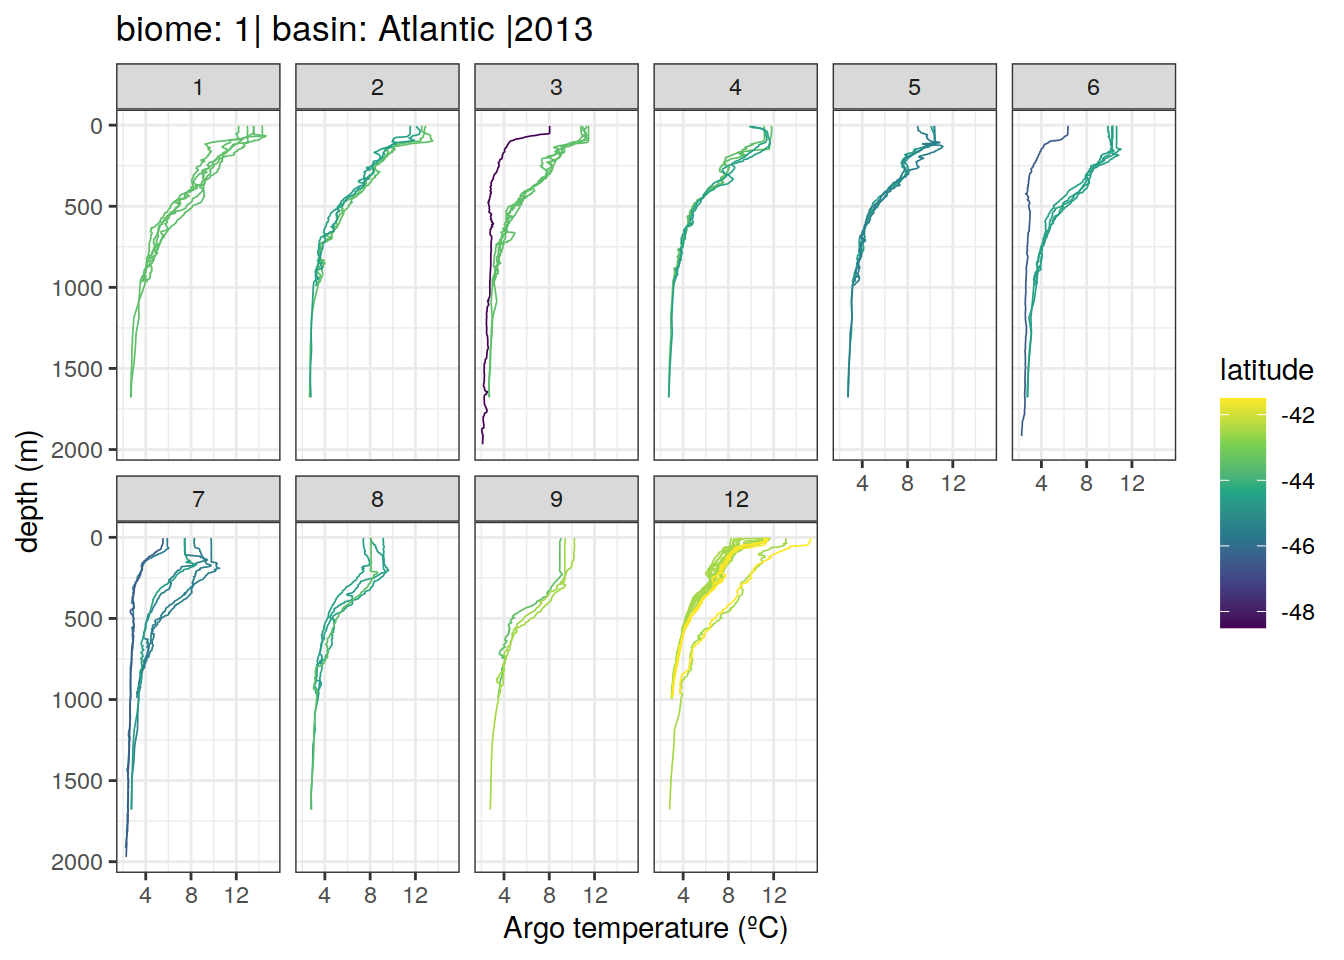 biome: 1| basin: Atlantic |2013
1 2 3 4 5 6
0
500
1000
1500
2000
4 8 12 4 8 12
7 8 9 12
0
500
1000
1500
2000
4 8 12 4 8 12 4 8 12 4 8 12
depth (m)
Argo temperature (ºC)
latitude
-42
-44
-46
-48